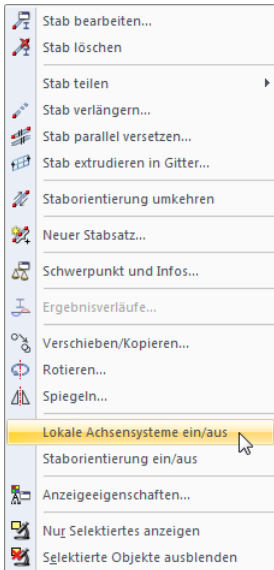 Stab bearbeiten...
Stab löschen
Stab teilen
Stab verlängern...
Stab parallel versetzen...
Stab extrudieren in Gitter...
Staborientierung umkehren
Neuer Stabsatz...
Schwerpunkt und Infos...
Ergebnisverläufe...
Verschieben/Kopieren...
Rotieren...
Spiegeln...
Lokale Achsensysteme ein/aus
Staborientierung ein/aus
Anzeigeeigenschaften...
Nur Selektiertes anzeigen
Selektierte Objekte ausblenden